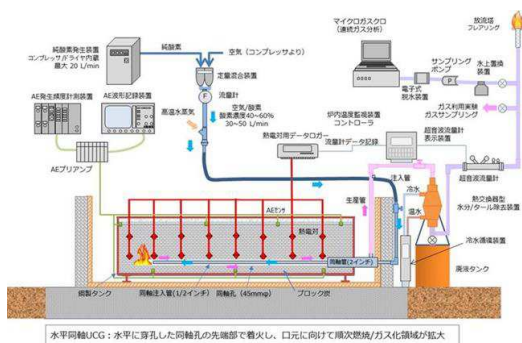 純酸素発生装置
コンプレッサ/ドライヤ内蔵
最大 20 L/min
純酸素
空気（コンプレッサより）
マイクロガスクロ
（連続ガス分析）
放流塔
フレアリング
サンプリング
ポンプ
水上置換
装置
電子式
脱水装置
P
定量混合装置
F
流量計
AE発生頻度計測装置
AE波形記録装置
高温水蒸気
空気/酸素
酸素濃度40~60%
30~50 L/min
炉内温度監視装置
コントローラ
ガス利用実験
ガスサンプリング
超音波流量計
表示装置
熱電対用データロガー
流量計データ記録
AEプリアンプ
注入管
生産管
超音波流量計
冷水
温水
熱交換器型
水分/タール除去装置
AEセンサ
熱電対
冷水循環装置
同軸管(2インチ)
鋼製タンク
同軸注入管(1/2インチ)
同軸孔（45mmφ）
ブロック炭
廃液タンク
水平同軸UCG：水平に穿孔した同軸孔の先端部で着火し、口元に向けて順次燃焼/ガス化領域が拡大